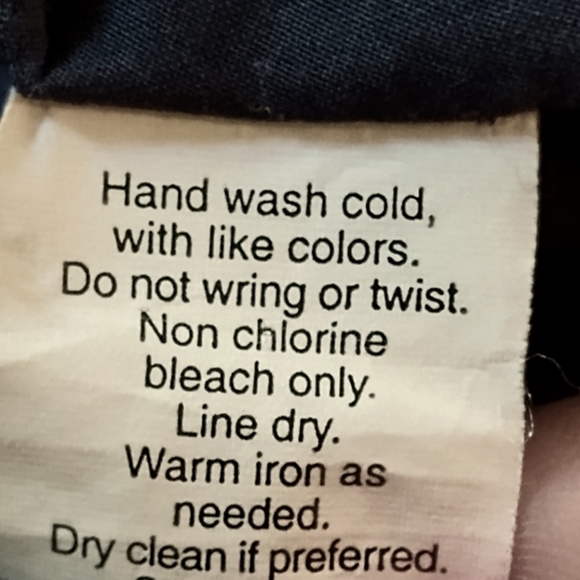 Hand wash cold,
with like colors.
Do not wring or twist.
Non chlorine
bleach only.
Line dry.
Warm iron as
needed.
Dry clean if preferred.